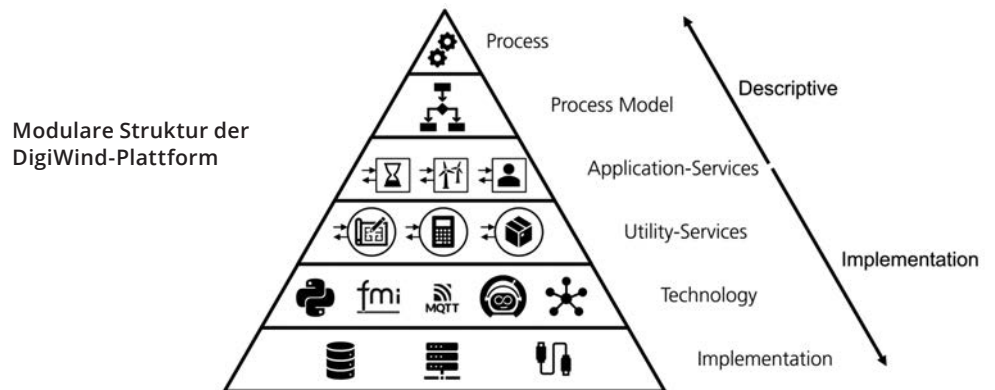 Process
Process Model
Descriptive
Modulare Struktur der
DigiWind-Plattform
Application-Services
Utility-Services
Implementation
fmi
MQTT
Technology
Implementation